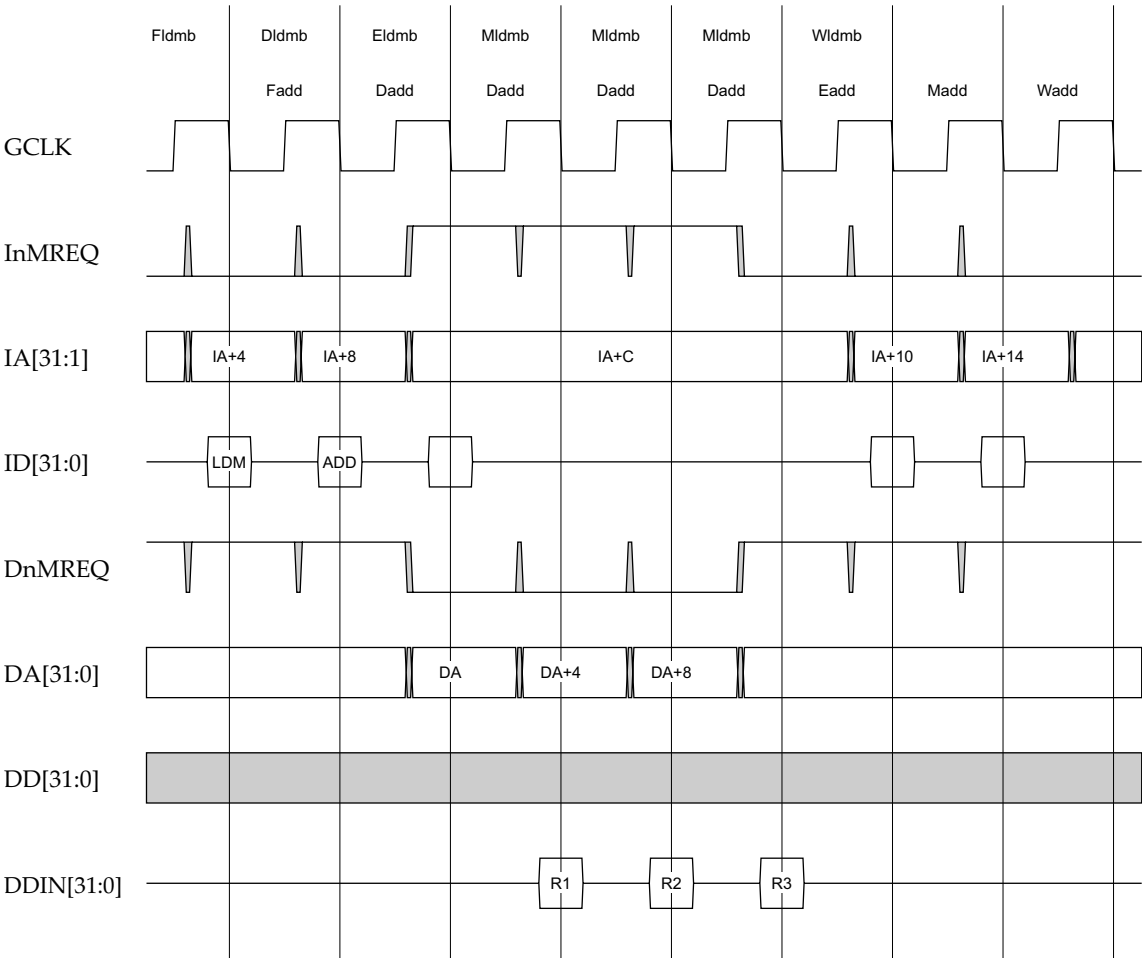 Fldmb Dldmb Eldmb Mldmb Mldmb Mldmb Wldmb
Fadd Dadd Dadd Dadd Dadd Eadd Madd Wadd
GCLK
InMREQ
IA[31:1] IA+4 IA+8 IA+C IA+10 IA+14
ID[31:0] LDM ADD
DnMREQ
DA[31:0] DA DA+4 DA+8
DD[31:0]
DDIN[31:0] R1 R2 R3